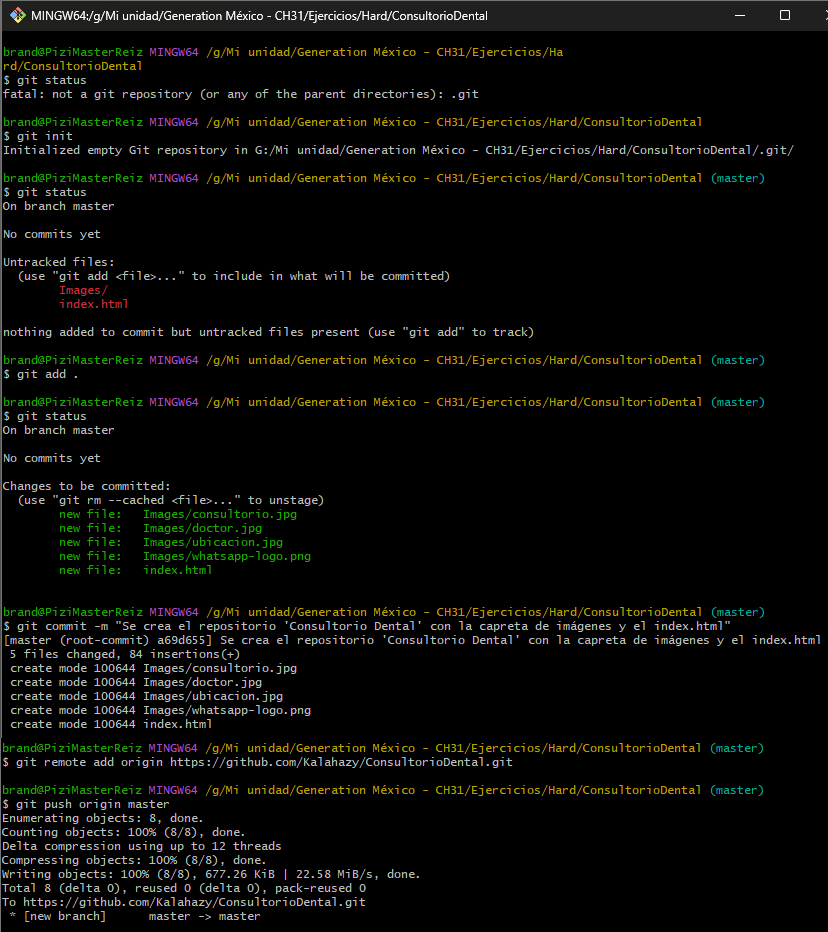 MINGW64:/g/Mi unidad/Generation México - CH31/Ejercicios/Hard/ConsultorioDental
brand@PiziMasterReiz MINGW64 /g/Mi unidad/Generation México - CH31/Ejercicios/Ha
rd/ConsultorioDental
$ git status
fatal: not a git repository (or any of the parent directories): .git
brand@PiziMasterReiz MINGW64 /g/Mi unidad/Generation México - CH31/Ejercicios/Hard/ConsultorioDental
$ git init
Initialized empty Git repository in G:/Mi unidad/Generation México - CH31/Ejercicios/Hard/ConsultorioDental/.git/
brand@PiziMasterReiz MINGW64 /g/Mi unidad/Generation México - CH31/Ejercicios/Hard/ConsultorioDental (master)
$ git status
On branch master
No commits yet
Untracked files:
  (use "git add <file>..." to include in what will be committed)
        Images/
        index.html
nothing added to commit but untracked files present (use "git add" to track)
brand@PiziMasterReiz MINGW64 /g/Mi unidad/Generation México - CH31/Ejercicios/Hard/ConsultorioDental (master)
$ git add .
brand@PiziMasterReiz MINGW64 /g/Mi unidad/Generation México - CH31/Ejercicios/Hard/ConsultorioDental (master)
$ git status
On branch master
No commits yet
Changes to be committed:
  (use "git rm --cached <file>..." to unstage)
        new file:   Images/consultorio.jpg
        new file:   Images/doctor.jpg
        new file:   Images/ubicacion.jpg
        new file:   Images/whatsapp-logo.png
        new file:   index.html
brand@PiziMasterReiz MINGW64 /g/Mi unidad/Generation México - CH31/Ejercicios/Hard/ConsultorioDental (master)
$ git commit -m "Se crea el repositorio 'Consultorio Dental' con la capreta de imágenes y el index.html"
[master (root-commit) a69d655] Se crea el repositorio 'Consultorio Dental' con la capreta de imágenes y el index.html
 5 files changed, 84 insertions(+)
 create mode 100644 Images/consultorio.jpg
 create mode 100644 Images/doctor.jpg
 create mode 100644 Images/ubicacion.jpg
 create mode 100644 Images/whatsapp-logo.png
 create mode 100644 index.html
brand@PiziMasterReiz MINGW64 /g/Mi unidad/Generation México - CH31/Ejercicios/Hard/ConsultorioDental (master)
$ git remote add origin https://github.com/Kalahazy/ConsultorioDental.git
brand@PiziMasterReiz MINGW64 /g/Mi unidad/Generation México - CH31/Ejercicios/Hard/ConsultorioDental (master)
$ git push origin master
Enumerating objects: 8, done.
Counting objects: 100% (8/8), done.
Delta compression using up to 12 threads
Compressing objects: 100% (8/8), done.
Writing objects: 100% (8/8), 677.26 KiB | 22.58 MiB/s, done.
Total 8 (delta 0), reused 0 (delta 0), pack-reused 0
To https://github.com/Kalahazy/ConsultorioDental.git
 * [new branch]      master -> master